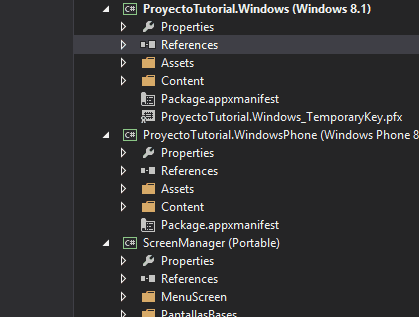 C# ProyectoTutorial.Windows (Windows 8.1)
Properties
References
Assets
Content
Package.appxmanifest
ProyectoTutorial.Windows_TemporaryKey.pfx
C# ProyectoTutorial.WindowsPhone (Windows Phone 8
Properties
References
Assets
Content
Package.appxmanifest
C# ScreenManager (Portable)
Properties
References
MenuScreen
PantallasBases